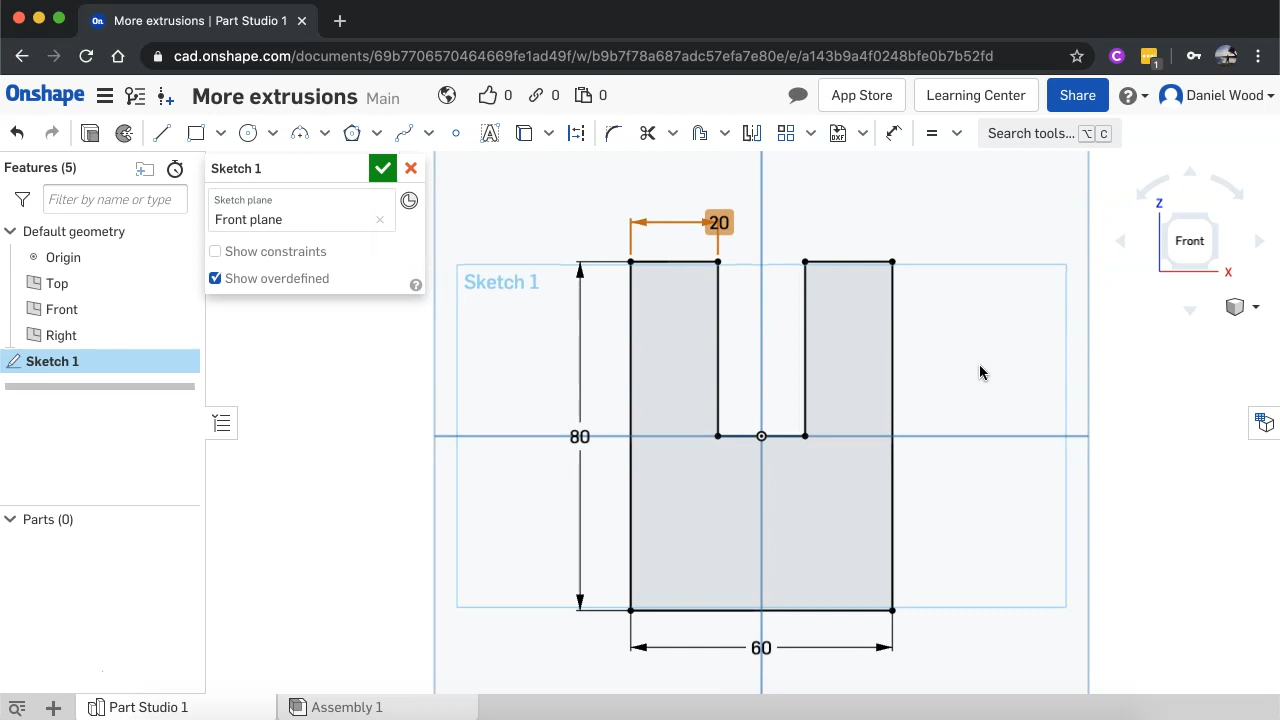 On More extrusions | Part Studio 1
cad.onshape.com/documents/69b7706570464669fe1ad49f/w/b9b7f78a687adc57efa7e80e/e/a143b9a4f0248bfe0b7b52fd
C 1
Onshape More extrusions Main 0 0 0 App Store Learning Center Share ? Daniel Wood
A Search tools... ⌥ C
Features (5)
Filter by name or type
Default geometry
Origin
Top
Front
Right
Sketch 1
Parts (0)
Sketch 1
Sketch plane
Front plane
Show constraints
Show overdefined
?
20
Sketch 1
80
60
Z
Front
X
Part Studio 1 Assembly 1